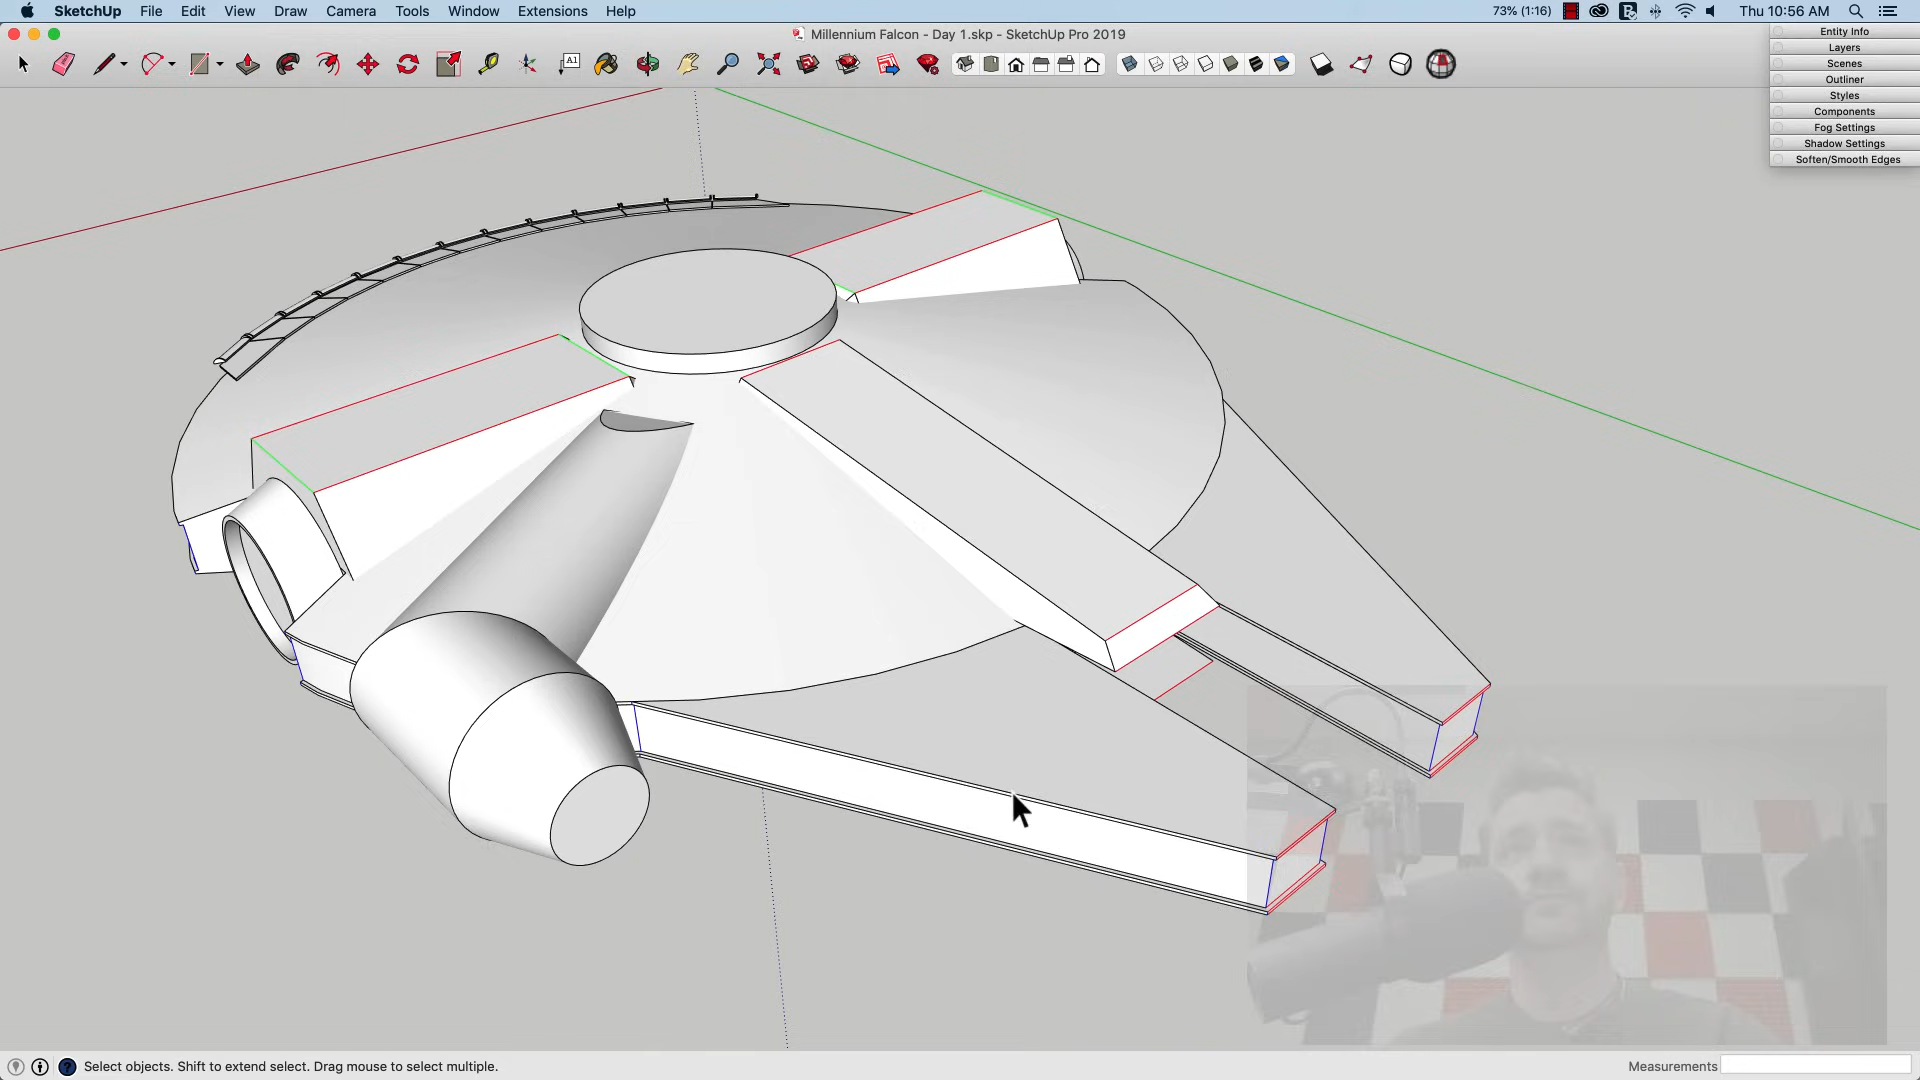 SketchUp File Edit View Draw Camera Tools Window Extensions Help 73% (1:16) Thu 10:56 AM
Millennium Falcon - Day 1.skp - SketchUp Pro 2019
A1
Entity Info
Layers
Scenes
Outliner
Styles
Components
Fog Settings
Shadow Settings
Soften/Smooth Edges
Select objects. Shift to extend select. Drag mouse to select multiple.
Measurements